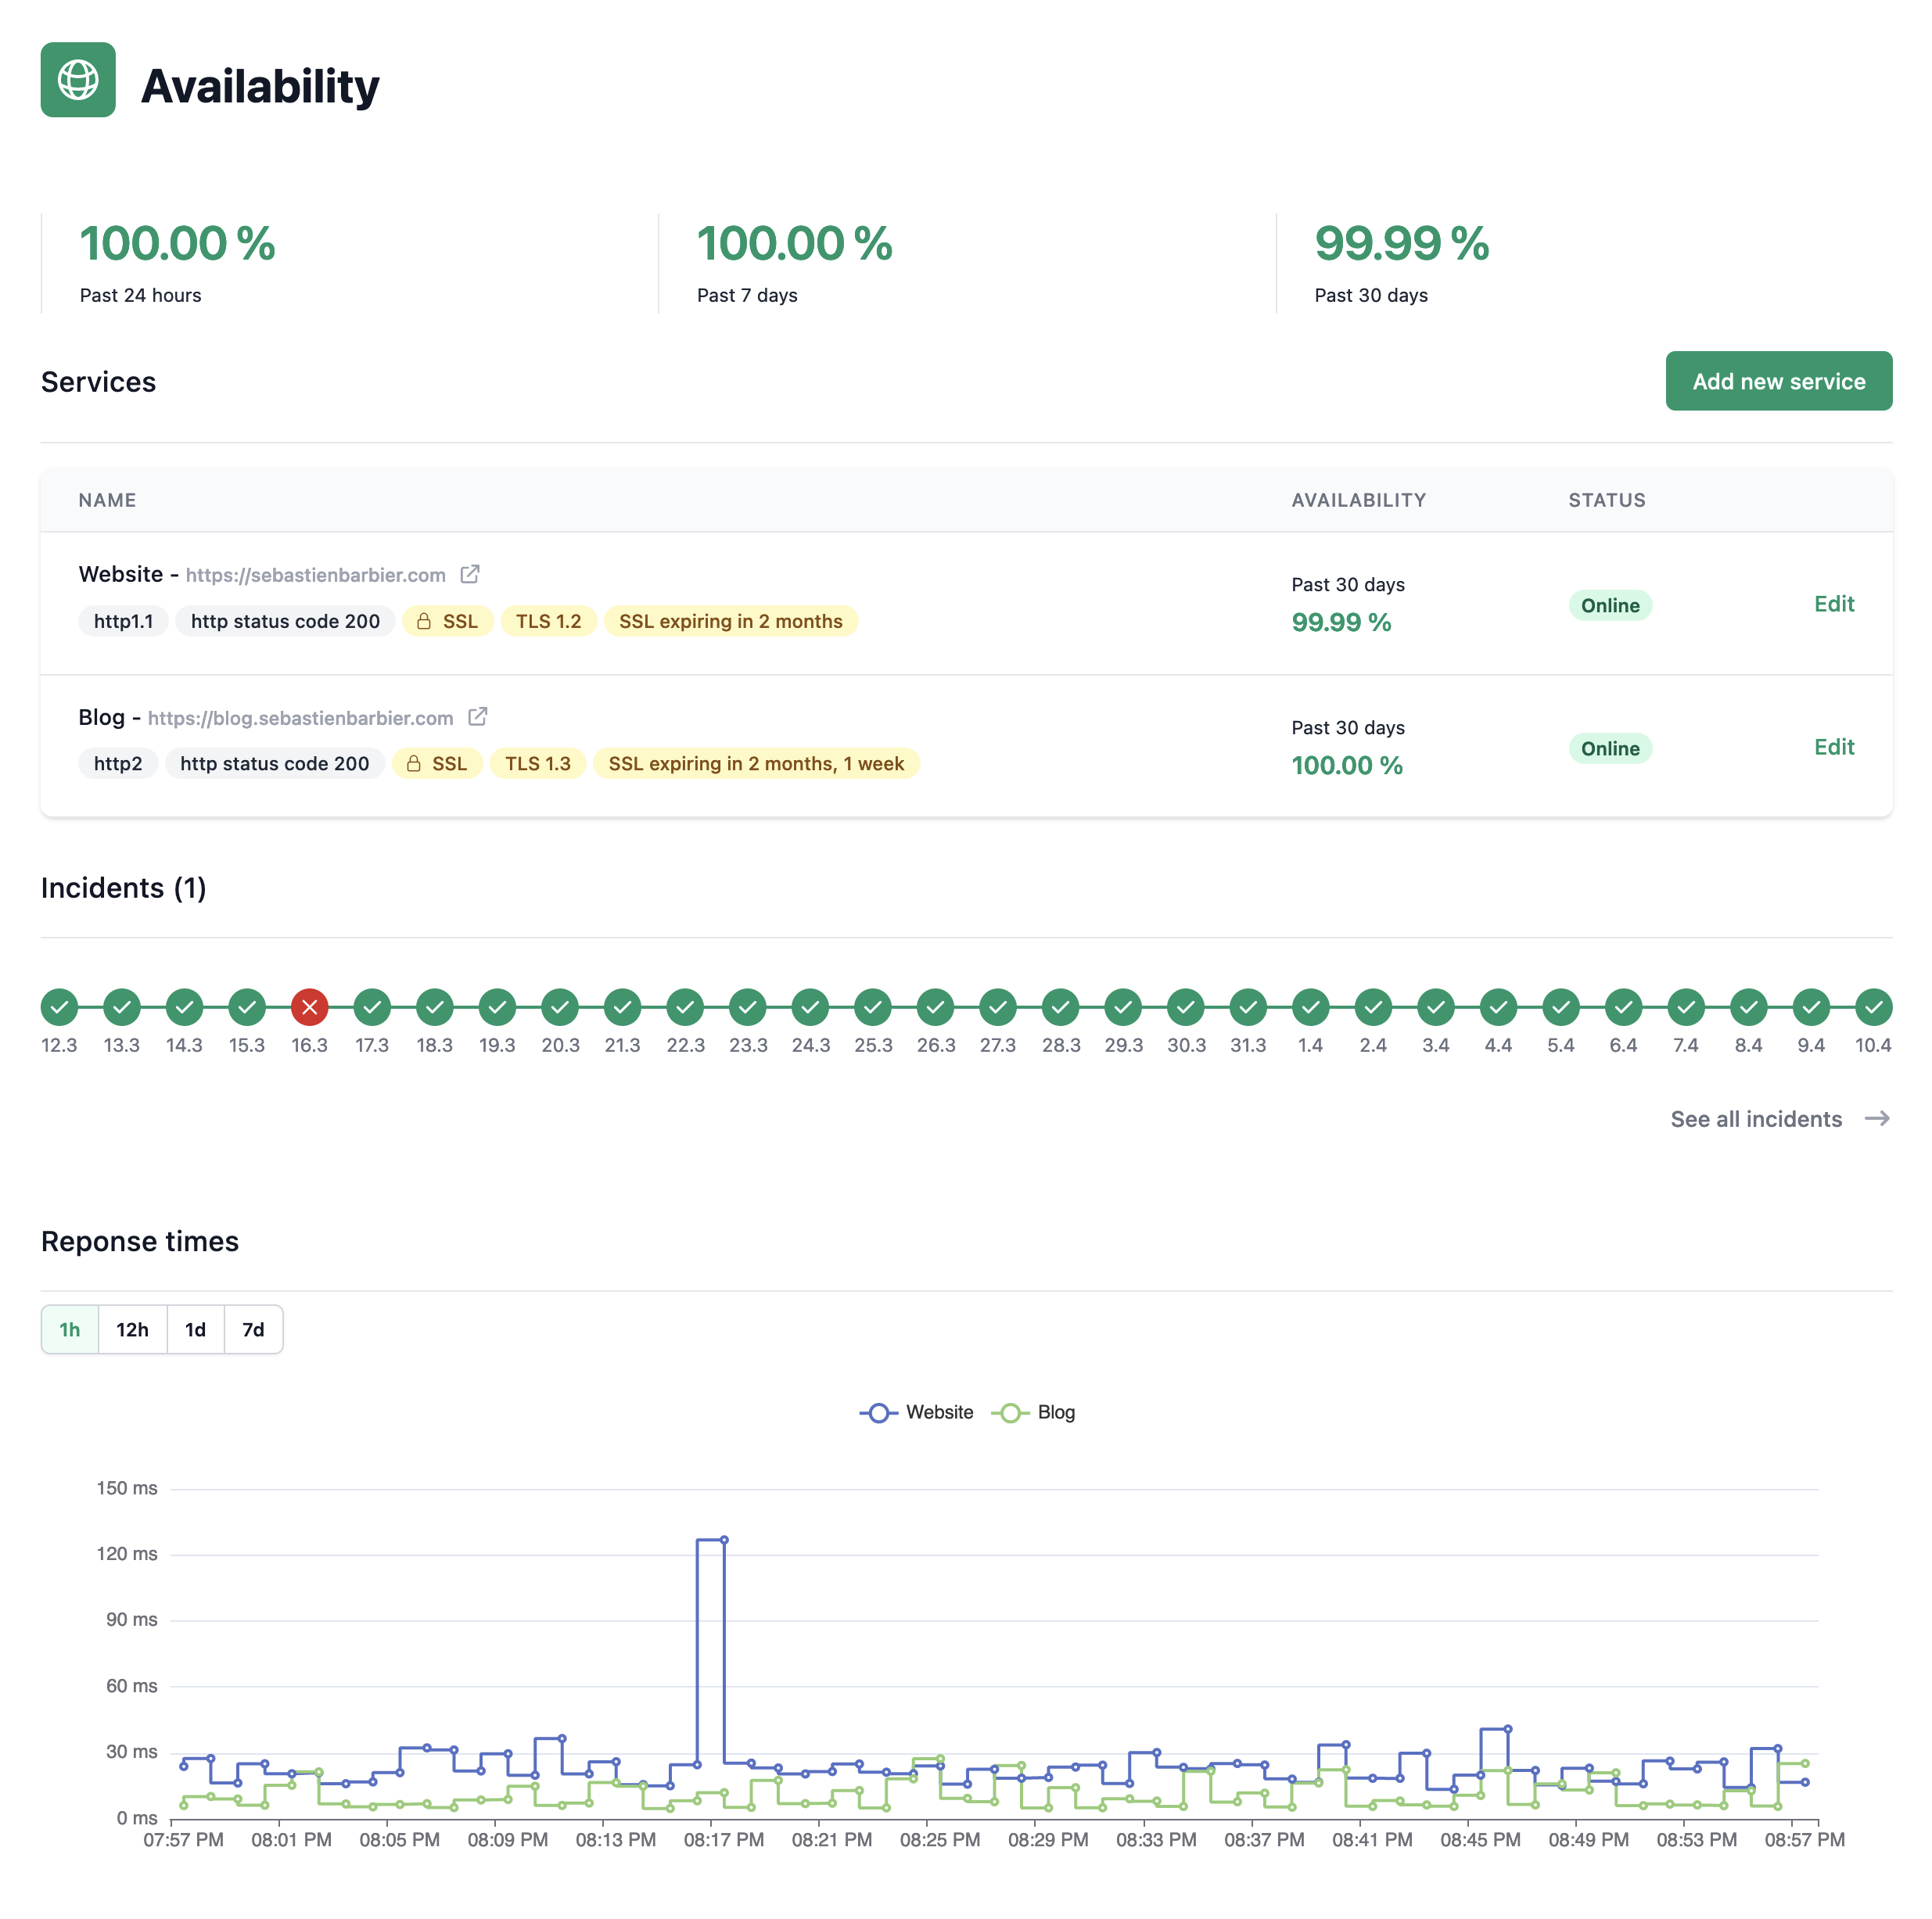 Availability
100.00 % 100.00 % 99.99 %
Past 24 hours Past 7 days Past 30 days
Services Add new service
NAME AVAILABILITY STATUS
Website - https://sebastienbarbier.com
http1.1 http status code 200 SSL TLS 1.2 SSL expiring in 2 months
Past 30 days
99.99 %
Online Edit
Blog - https://blog.sebastienbarbier.com
http2 http status code 200 SSL TLS 1.3 SSL expiring in 2 months, 1 week
Past 30 days
100.00 %
Online Edit
Incidents (1)
12.3 13.3 14.3 15.3 16.3 17.3 18.3 19.3 20.3 21.3 22.3 23.3 24.3 25.3 26.3 27.3 28.3 29.3 30.3 31.3 1.4 2.4 3.4 4.4 5.4 6.4 7.4 8.4 9.4 10.4
See all incidents
Reponse times
1h 12h 1d 7d
Website Blog
150 ms
120 ms
90 ms
60 ms
30 ms
0 ms
07:57 PM 08:01 PM 08:05 PM 08:09 PM 08:13 PM 08:17 PM 08:21 PM 08:25 PM 08:29 PM 08:33 PM 08:37 PM 08:41 PM 08:45 PM 08:49 PM 08:53 PM 08:57 PM